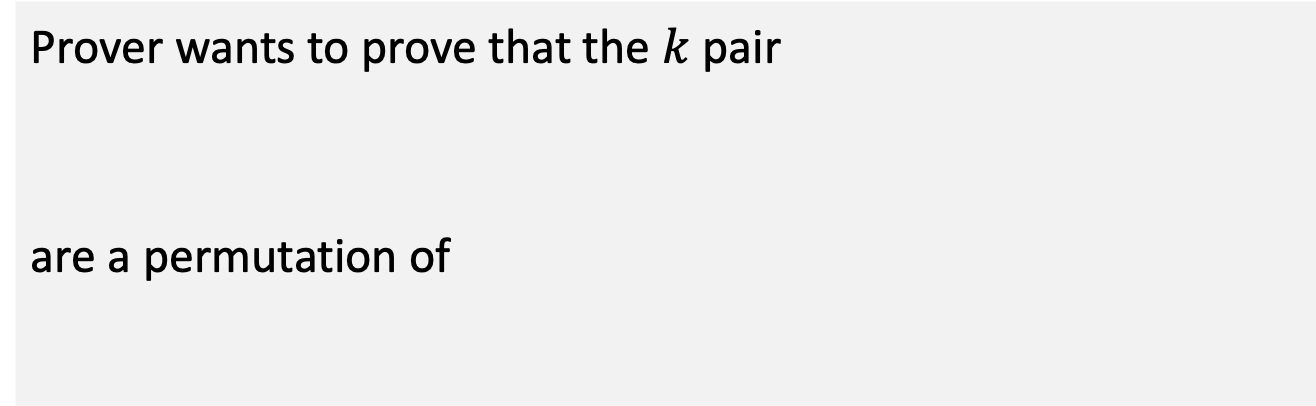 Prover wants to prove that the k pair
are a permutation of